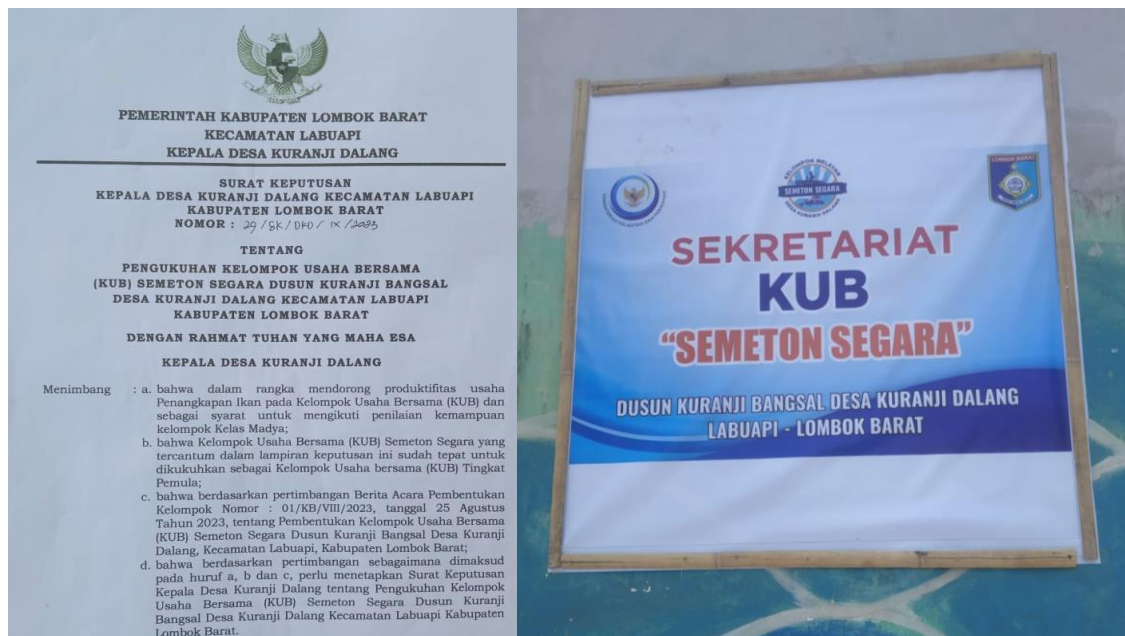 PEMERINTAH KABUPATEN LOMBOK BARAT
KECAMATAN LABUAPI
KEPALA DESA KURANJI DALANG
SURAT KEPUTUSAN
KEPALA DESA KURANJI DALANG KECAMATAN LABUAPI
KABUPATEN LOMBOK BARAT
NOMOR : 29/SK/DKD/IX/2023
TENTANG
PENGUKUHAN KELOMPOK USAHA BERSAMA
(KUB) SEMETON SEGARA DUSUN KURANJI BANGSAL
DESA KURANJI DALANG KECAMATAN LABUAPI
KABUPATEN LOMBOK BARAT
DENGAN RAHMAT TUHAN YANG MAHA ESA
KEPALA DESA KURANJI DALANG
Menimbang : a. bahwa dalam rangka mendorong produktifitas usaha
Penangkapan Ikan pada Kelompok Usaha Bersama (KUB) dan
sebagai syarat untuk mengikuti penilaian kemampuan
kelompok Kelas Madya;
b. bahwa Kelompok Usaha Bersama (KUB) Semeton Segara yang
tercantum dalam lampiran keputusan ini sudah tepat untuk
dikukuhkan sebagai Kelompok Usaha bersama (KUB) Tingkat
Pemula;
c. bahwa berdasarkan pertimbangan Berita Acara Pembentukan
Kelompok Nomor : 01/KB/VIII/2023, tanggal 25 Agustus
Tahun 2023, tentang Pembentukan Kelompok Usaha Bersama
(KUB) Semeton Segara Dusun Kuranji Bangsal Desa Kuranji
Dalang, Kecamatan Labuapi, Kabupaten Lombok Barat;
d. bahwa berdasarkan pertimbangan sebagaimana dimaksud
pada huruf a, b dan c, perlu menetapkan Surat Keputusan
Kepala Desa Kuranji Dalang tentang Pengukuhan Kelompok
Usaha Bersama (KUB) Semeton Segara Dusun Kuranji
Bangsal Desa Kuranji Dalang Kecamatan Labuapi Kabupaten
Lombok Barat.
KELOMPOK NELAYAN
SEMETON SEGARA
DESA KURANJI DALANG
LOMBOK BARAT
SEKRETARIAT
KUB
“SEMETON SEGARA”
DUSUN KURANJI BANGSAL DESA KURANJI DALANG
LABUAPI - LOMBOK BARAT